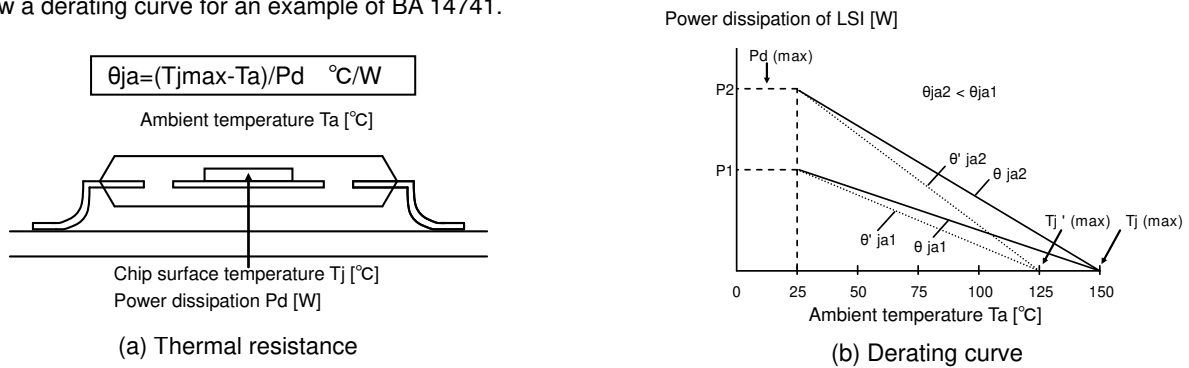 w a derating curve for an example of BA 14741.
θja=(Tjmax-Ta)/Pd °C/W
Ambient temperature Ta [°C]
Chip surface temperature Tj [°C]
Power dissipation Pd [W]
(a) Thermal resistance
Power dissipation of LSI [W]
Pd (max)
P2
θja2 < θja1
θ' ja2
θ ja2
P1
Tj ' (max)
Tj (max)
θ' ja1
θ ja1
0 25 50 75 100 125 150
Ambient temperature Ta [°C]
(b) Derating curve